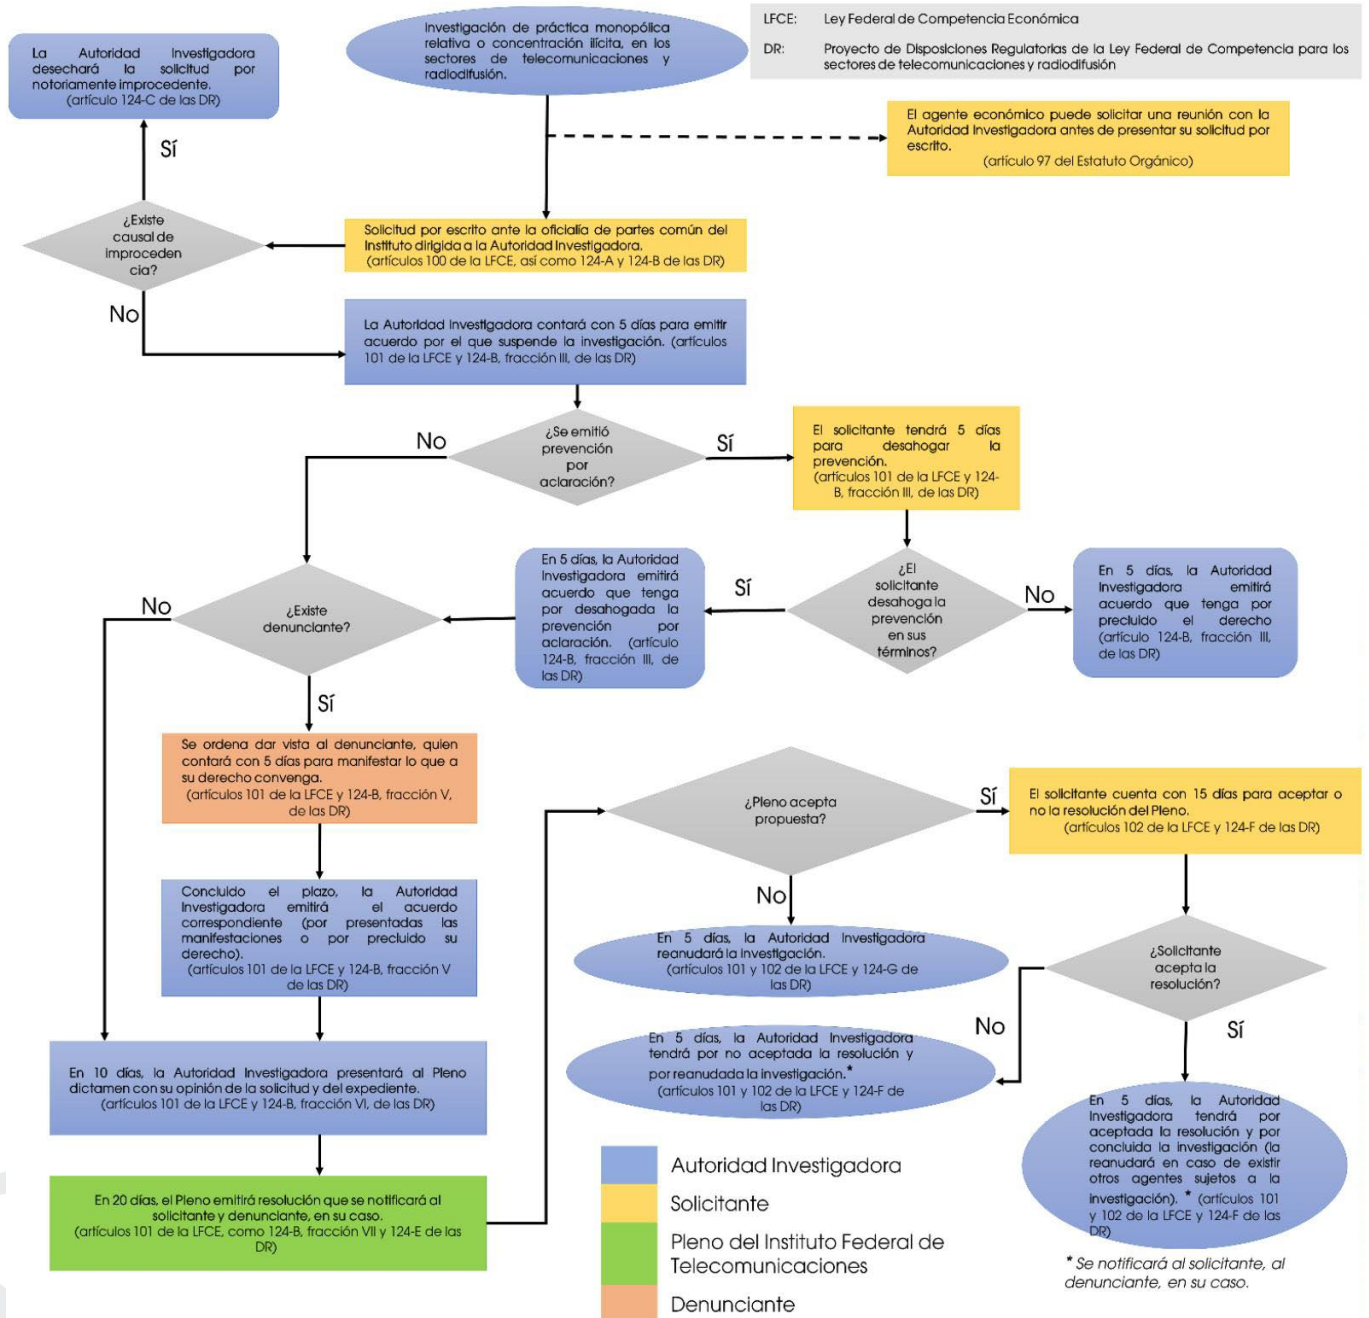 LFCE: Ley Federal de Competencia Económica
DR: Proyecto de Disposiciones Regulatorias de la Ley Federal de Competencia para los
sectores de telecomunicaciones y radiodifusión
Investigación de práctica monopólica
relativa o concentración ilícita, en los
sectores de telecomunicaciones y
radiodifusión.
La Autoridad Investigadora
desechará la solicitud por
notoriamente improcedente.
(artículo 124-C de las DR)
El agente económico puede solicitar una reunión con la
Autoridad Investigadora antes de presentar su solicitud por
escrito.
(artículo 97 del Estatuto Orgánico)
Sí
¿Existe
causal de
improceden
cia?
Solicitud por escrito ante la oficialía de partes común del
Instituto dirigida a la Autoridad Investigadora.
(artículos 100 de la LFCE, así como 124-A y 124-B de las DR)
No
La Autoridad Investigadora contará con 5 días para emitir
acuerdo por el que suspende la investigación. (artículos
101 de la LFCE y 124-B, fracción III, de las DR)
No
¿Se emitió
prevención
por
aclaración?
Sí
El solicitante tendrá 5 días
para desahogar la
prevención.
(artículos 101 de la LFCE y 124-
B, fracción III, de las DR)
No
¿Existe
denunciante?
En 5 días, la Autoridad
Investigadora emitirá
acuerdo que tenga
por desahogada la
prevención por
aclaración. (artículo
124-B, fracción III, de
las DR)
Sí
¿El
solicitante
desahoga la
prevención
en sus
términos?
No
En 5 días, la Autoridad
Investigadora emitirá
acuerdo que tenga por
precluido el derecho
(artículo 124-B, fracción III,
de las DR)
Sí
Se ordena dar vista al denunciante, quien
contará con 5 días para manifestar lo que a
su derecho convenga.
(artículos 101 de la LFCE y 124-B, fracción V,
de las DR)
¿Pleno acepta
propuesta?
Sí
El solicitante cuenta con 15 días para aceptar o
no la resolución del Pleno.
(artículos 102 de la LFCE y 124-F de las DR)
Concluido el plazo, la Autoridad
Investigadora emitirá el acuerdo
correspondiente (por presentadas las
manifestaciones o por precluido su
derecho).
(artículos 101 de la LFCE y 124-B, fracción V
de las DR)
No
En 5 días, la Autoridad Investigadora
reanudará la investigación.
(artículos 101 y 102 de la LFCE y 124-G de
las DR)
¿Solicitante
acepta la
resolución?
No
Sí
En 5 días, la Autoridad Investigadora
tendrá por no aceptada la resolución y
por reanudada la investigación.*
(artículos 101 y 102 de la LFCE y 124-F de
las DR)
En 10 días, la Autoridad Investigadora presentará al Pleno
dictamen con su opinión de la solicitud y del expediente.
(artículos 101 de la LFCE y 124-B, fracción VI, de las DR)
En 5 días, la Autoridad
Investigadora tendrá por
aceptada la resolución y por
concluida la investigación (la
reanudará en caso de existir
otros agentes sujetos a la
investigación). * (artículos 101
y 102 de la LFCE y 124-F de las
DR)
En 20 días, el Pleno emitirá resolución que se notificará al
solicitante y denunciante, en su caso.
(artículos 101 de la LFCE, como 124-B, fracción VII y 124-E de las
DR)
Autoridad Investigadora
Solicitante
Pleno del Instituto Federal de
Telecomunicaciones
Denunciante
* Se notificará al solicitante, al
denunciante, en su caso.